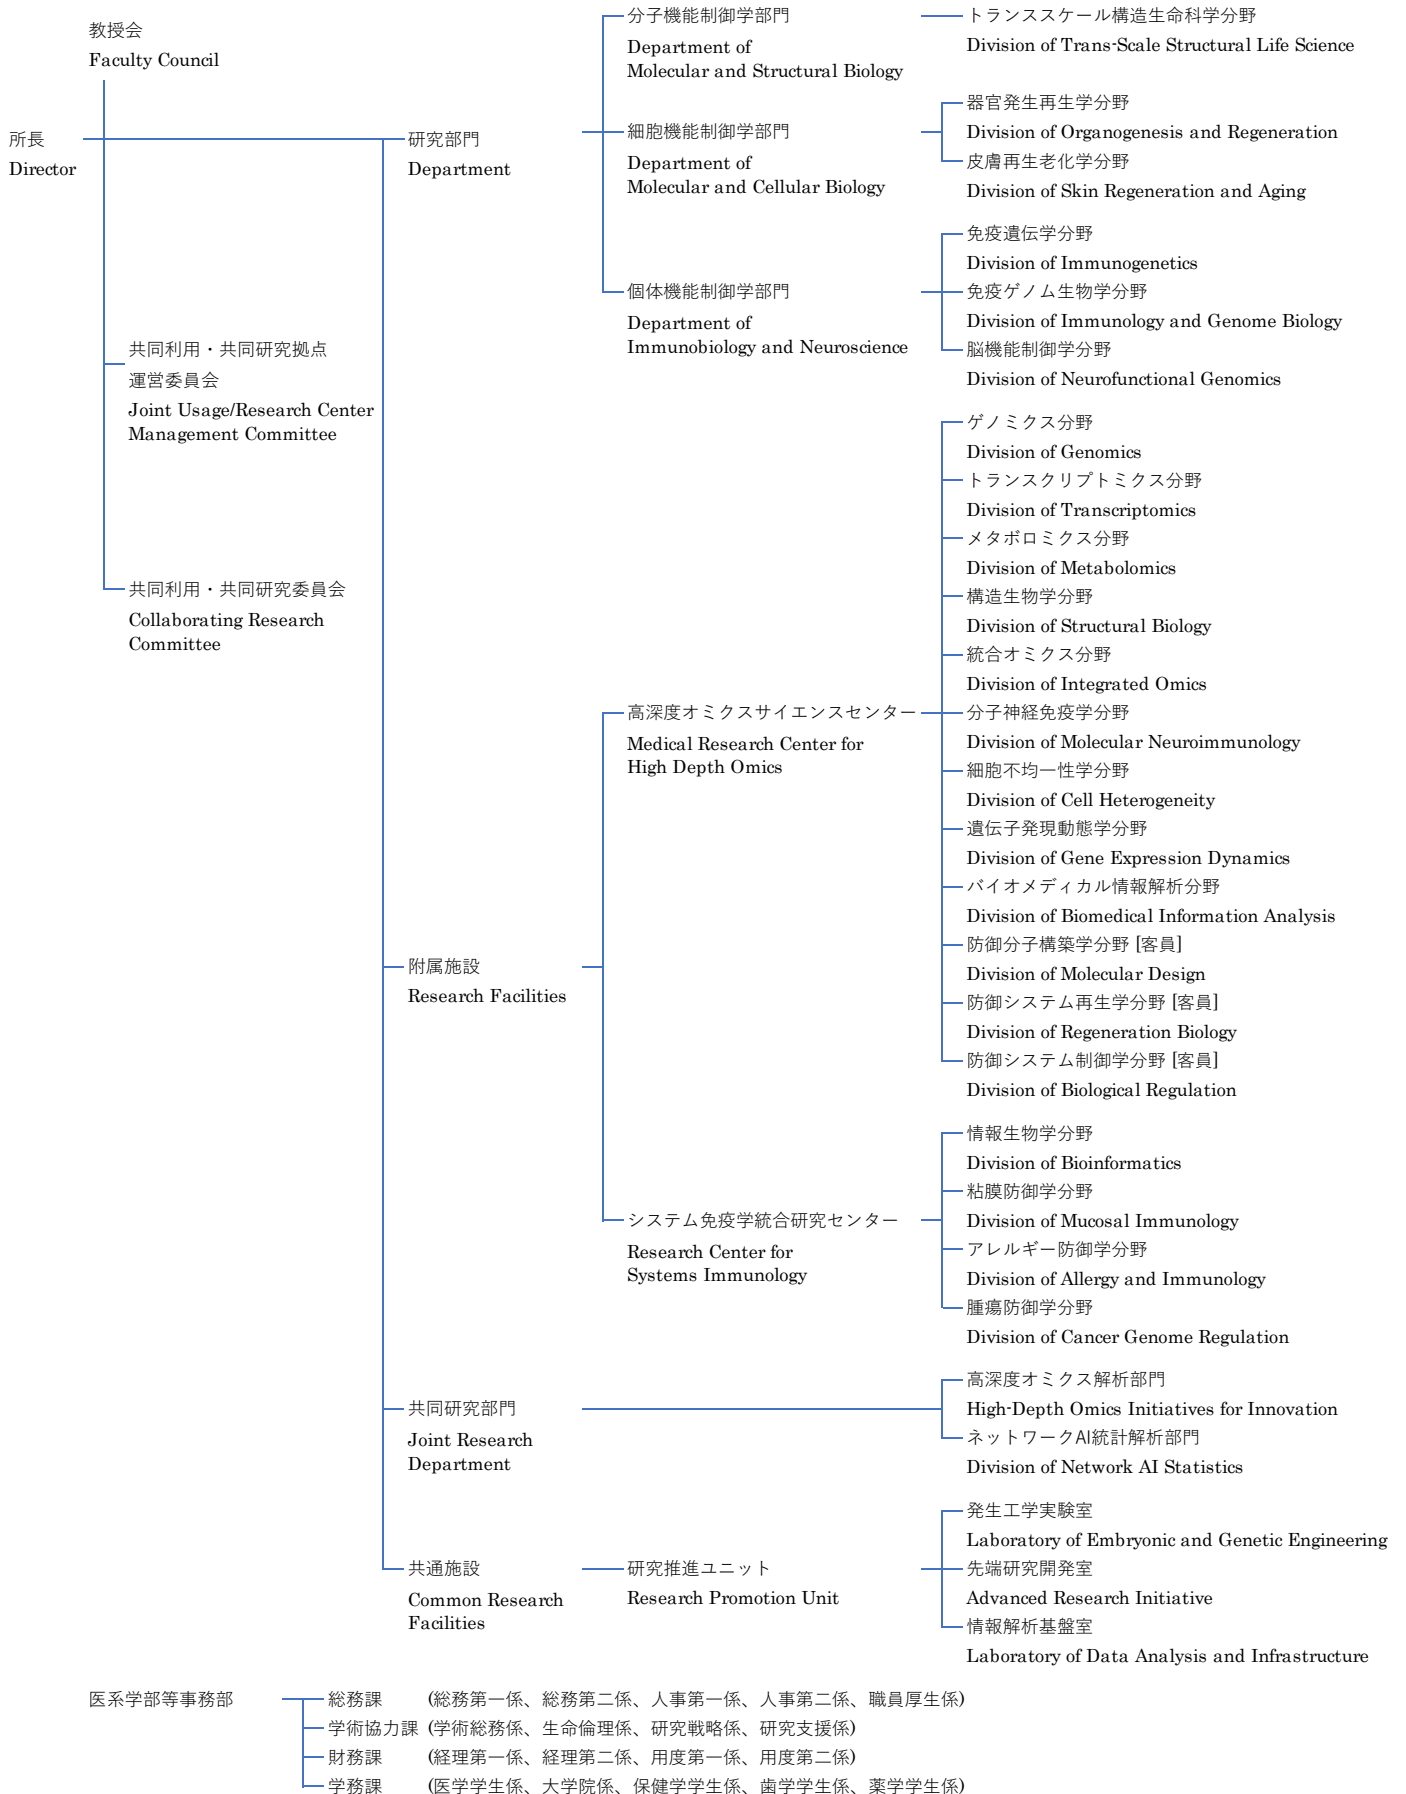 教授会
Faculty Council
所長
Director
共同利用・共同研究拠点
運営委員会
Joint Usage/Research Center
Management Committee
共同利用・共同研究委員会
Collaborating Research
Committee
研究部門
Department
分子機能制御学部門
Department of
Molecular and Structural Biology
トランススケール構造生命科学分野
Division of Trans-Scale Structural Life Science
細胞機能制御学部門
Department of
Molecular and Cellular Biology
器官発生再生学分野
Division of Organogenesis and Regeneration
皮膚再生老化学分野
Division of Skin Regeneration and Aging
個体機能制御学部門
Department of
Immunobiology and Neuroscience
免疫遺伝学分野
Division of Immunogenetics
免疫ゲノム生物学分野
Division of Immunology and Genome Biology
脳機能制御学分野
Division of Neurofunctional Genomics
附属施設
Research Facilities
高深度オミクスサイエンスセンター
Medical Research Center for
High Depth Omics
ゲノミクス分野
Division of Genomics
トランスクリプトミクス分野
Division of Transcriptomics
メタボロミクス分野
Division of Metabolomics
構造生物学分野
Division of Structural Biology
統合オミクス分野
Division of Integrated Omics
分子神経免疫学分野
Division of Molecular Neuroimmunology
細胞不均一性学分野
Division of Cell Heterogeneity
遺伝子発現動態学分野
Division of Gene Expression Dynamics
バイオメディカル情報解析分野
Division of Biomedical Information Analysis
防御分子構築学分野 [客員]
Division of Molecular Design
防御システム再生学分野 [客員]
Division of Regeneration Biology
防御システム制御学分野 [客員]
Division of Biological Regulation
システム免疫学統合研究センター
Research Center for
Systems Immunology
情報生物学分野
Division of Bioinformatics
粘膜防御学分野
Division of Mucosal Immunology
アレルギー防御学分野
Division of Allergy and Immunology
腫瘍防御学分野
Division of Cancer Genome Regulation
共同研究部門
Joint Research
Department
高深度オミクス解析部門
High-Depth Omics Initiatives for Innovation
ネットワークAI統計解析部門
Division of Network AI Statistics
共通施設
Common Research
Facilities
研究推進ユニット
Research Promotion Unit
発生工学実験室
Laboratory of Embryonic and Genetic Engineering
先端研究開発室
Advanced Research Initiative
情報解析基盤室
Laboratory of Data Analysis and Infrastructure
医系学部等事務部
総務課 (総務第一係、総務第二係、人事第一係、人事第二係、職員厚生係)
学術協力課 (学術総務係、生命倫理係、研究戦略係、研究支援係)
財務課 (経理第一係、経理第二係、用度第一係、用度第二係)
学務課 (医学学生係、大学院係、保健学学生係、歯学学生係、薬学学生係)